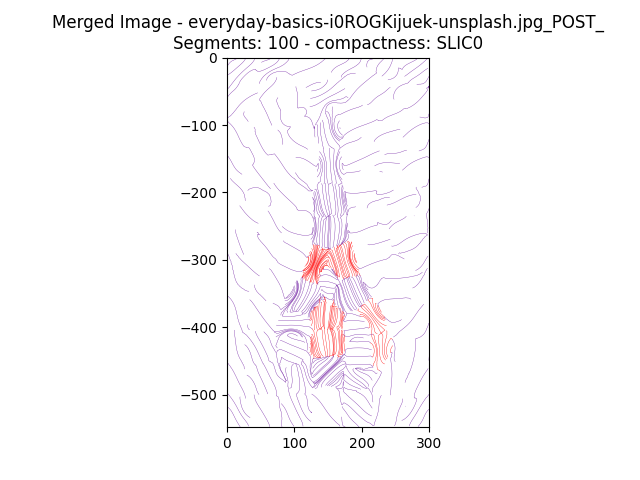 Merged Image - everyday-basics-i0ROGKijuek-unsplash.jpg_POST_
Segments: 100 - compactness: SLIC0
0
−100
−200
−300
−400
−500
0 100 200 300